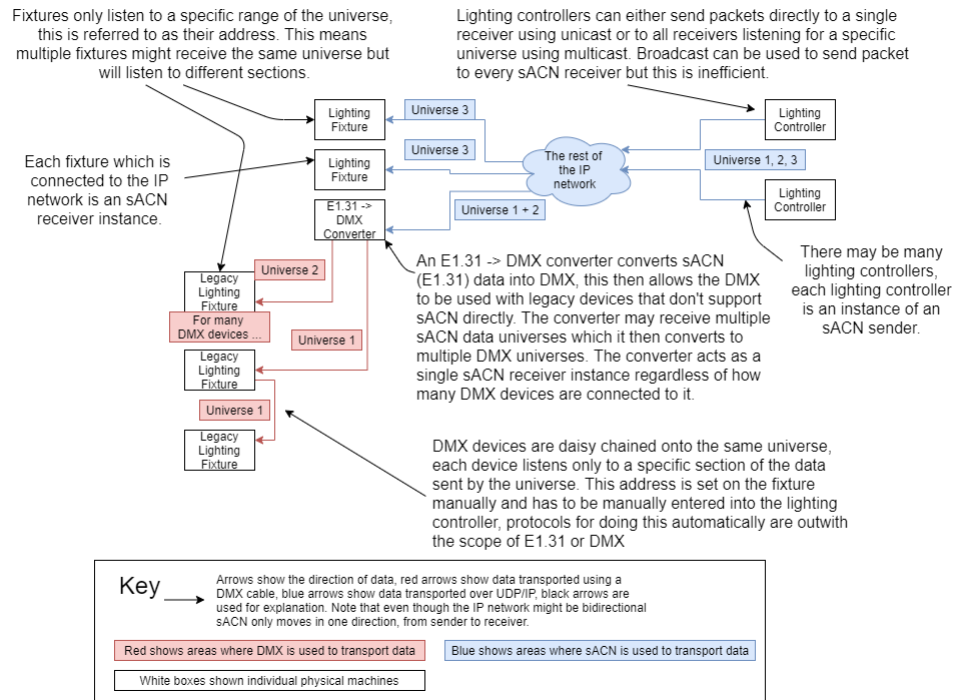 Fixtures only listen to a specific range of the universe,
this is referred to as their address. This means
multiple fixtures might receive the same universe but
will listen to different sections.
Lighting controllers can either send packets directly to a single
receiver using unicast or to all receivers listening for a specific
universe using multicast. Broadcast can be used to send packet
to every sACN receiver but this is inefficient.
Lighting
Fixture
Universe 3
Lighting
Controller
Each fixture which is
connected to the IP
network is an sACN
receiver instance.
Lighting
Fixture
Universe 3
The rest of
the IP
network
Universe 1, 2, 3
E1.31 ->
DMX
Converter
Universe 1 + 2
Lighting
Controller
There may be many
lighting controllers,
each lighting controller
is an instance of an
sACN sender.
An E1.31 -> DMX converter converts sACN
(E1.31) data into DMX, this then allows the DMX
to be used with legacy devices that don't support
sACN directly. The converter may receive multiple
sACN data universes which it then converts to
multiple DMX universes. The converter acts as a
single sACN receiver instance regardless of how
many DMX devices are connected to it.
Legacy
Lighting
Fixture
Universe 2
For many
DMX devices ...
Universe 1
Legacy
Lighting
Fixture
Universe 1
Legacy
Lighting
Fixture
DMX devices are daisy chained onto the same universe,
each device listens only to a specific section of the data
sent by the universe. This address is set on the fixture
manually and has to be manually entered into the lighting
controller, protocols for doing this automatically are outwith
the scope of E1.31 or DMX
Key
Arrows show the direction of data, red arrows show data transported using a
DMX cable, blue arrows show data transported over UDP/IP, black arrows are
used for explanation. Note that even though the IP network might be bidirectional
sACN only moves in one direction, from sender to receiver.
Red shows areas where DMX is used to transport data
Blue shows areas where sACN is used to transport data
White boxes shown individual physical machines